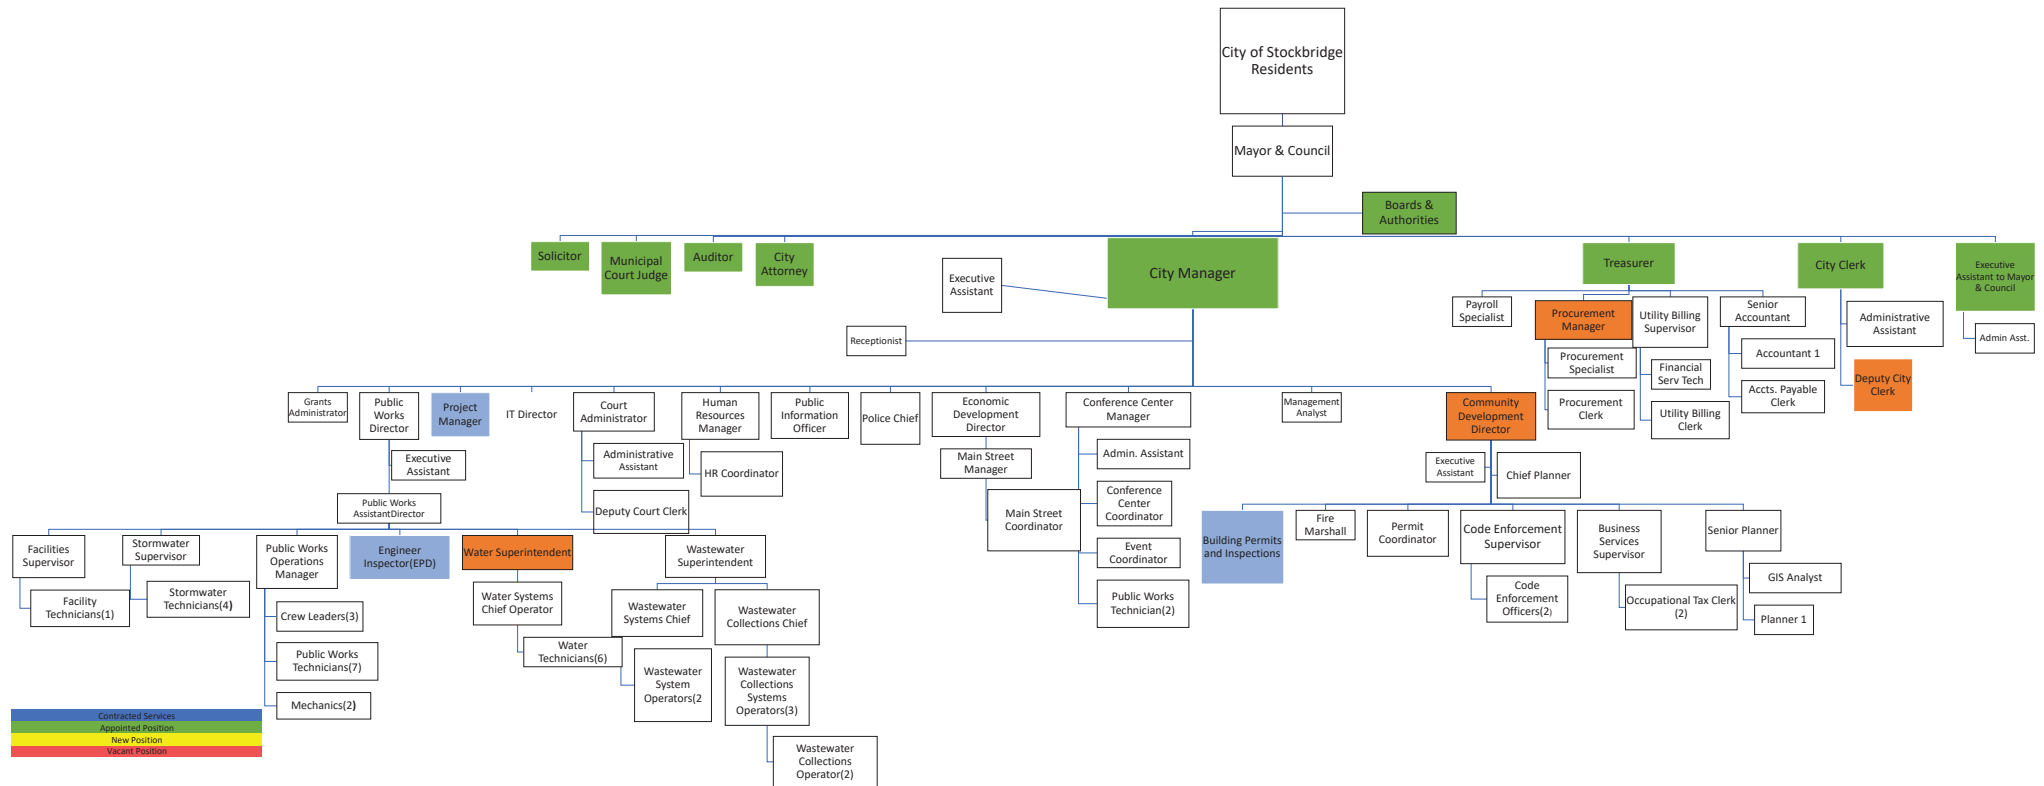 City of Stockbridge
Residents
Mayor & Council
Boards &
Authorities
Solicitor
Municipal
Court Judge
Auditor
City
Attorney
City Manager
Treasurer
City Clerk
Executive
Assistant to Mayor
& Council
Executive
Assistant
Receptionist
Payroll
Specialist
Procurement
Manager
Utility Billing
Supervisor
Senior
Accountant
Administrative
Assistant
Admin Asst.
Procurement
Specialist
Procurement
Clerk
Financial
Serv Tech
Utility Billing
Clerk
Accountant 1
Accts. Payable
Clerk
Deputy City
Clerk
Grants
Administrator
Public
Works
Director
Project
Manager
IT Director
Court
Administrator
Human
Resources
Manager
Public
Information
Officer
Police Chief
Economic
Development
Director
Conference Center
Manager
Management
Analyst
Community
Development
Director
Executive
Assistant
Administrative
Assistant
HR Coordinator
Main Street
Manager
Admin. Assistant
Executive
Assistant
Chief Planner
Public Works
AssistantDirector
Deputy Court Clerk
Main Street
Coordinator
Conference
Center
Coordinator
Event
Coordinator
Public Works
Technician(2)
Building Permits
and Inspections
Fire
Marshall
Permit
Coordinator
Code Enforcement
Supervisor
Business
Services
Supervisor
Senior Planner
Code
Enforcement
Officers(2)
Occupational Tax Clerk
(2)
GIS Analyst
Planner 1
Facilities
Supervisor
Stormwater
Supervisor
Public Works
Operations
Manager
Engineer
Inspector(EPD)
Water Superintendent
Wastewater
Superintendent
Facility
Technicians(1)
Stormwater
Technicians(4)
Crew Leaders(3)
Public Works
Technicians(7)
Mechanics(2)
Water Systems
Chief Operator
Water
Technicians(6)
Wastewater
Systems Chief
Wastewater
Collections Chief
Wastewater
System
Operators(2
Wastewater
Collections
Systems
Operators(3)
Wastewater
Collections
Operator(2)
Contracted Services
Appointed Position
New Position
Vacant Position